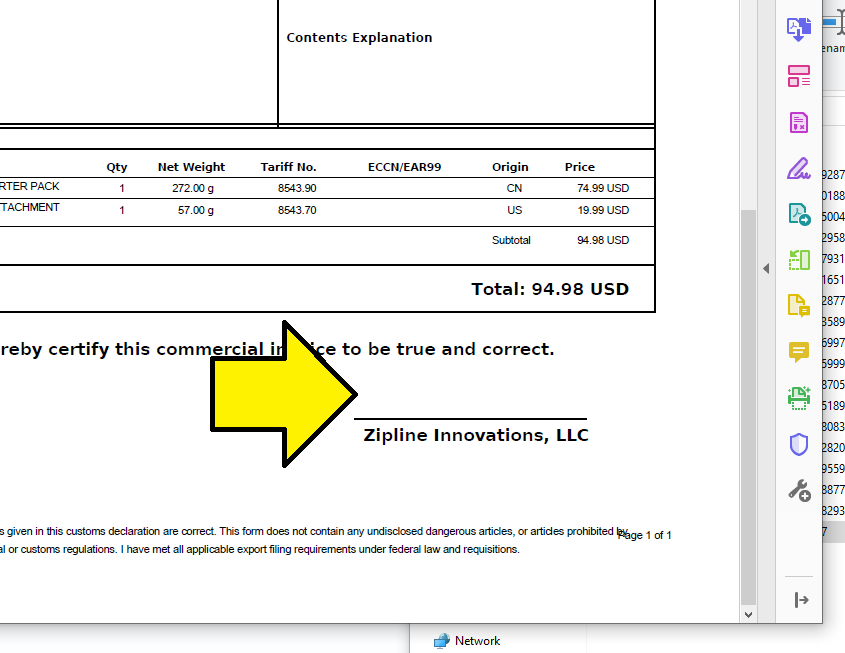 Contents Explanation
Qty Net Weight Tariff No. ECCN/EAR99 Origin Price
RTER PACK 1 272.00 g 8543.90 CN 74.99 USD
TACHMENT 1 57.00 g 8543.70 US 19.99 USD
Subtotal 94.98 USD
Total: 94.98 USD
reby certify this commercial in ce to be true and correct.
Zipline Innovations, LLC
s given in this customs declaration are correct. This form does not contain any undisclosed dangerous articles, or articles prohibited by
Page 1 of 1
al or customs regulations. I have met all applicable export filing requirements under federal law and requisitions.
enam
9287
0188
5004
2958
7931
1651
2877
3589
6997
5999
8705
5189
8083
2820
9559
8877
8293
7
Network